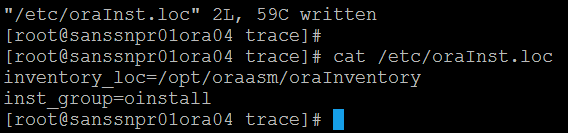 "/etc/oraInst.loc" 2L, 59C written
[root@sanssnpr01ora04 trace]#
[root@sanssnpr01ora04 trace]# cat /etc/oraInst.loc
inventory_loc=/opt/oraasm/oraInventory
inst_group=oinstall
[root@sanssnpr01ora04 trace]#